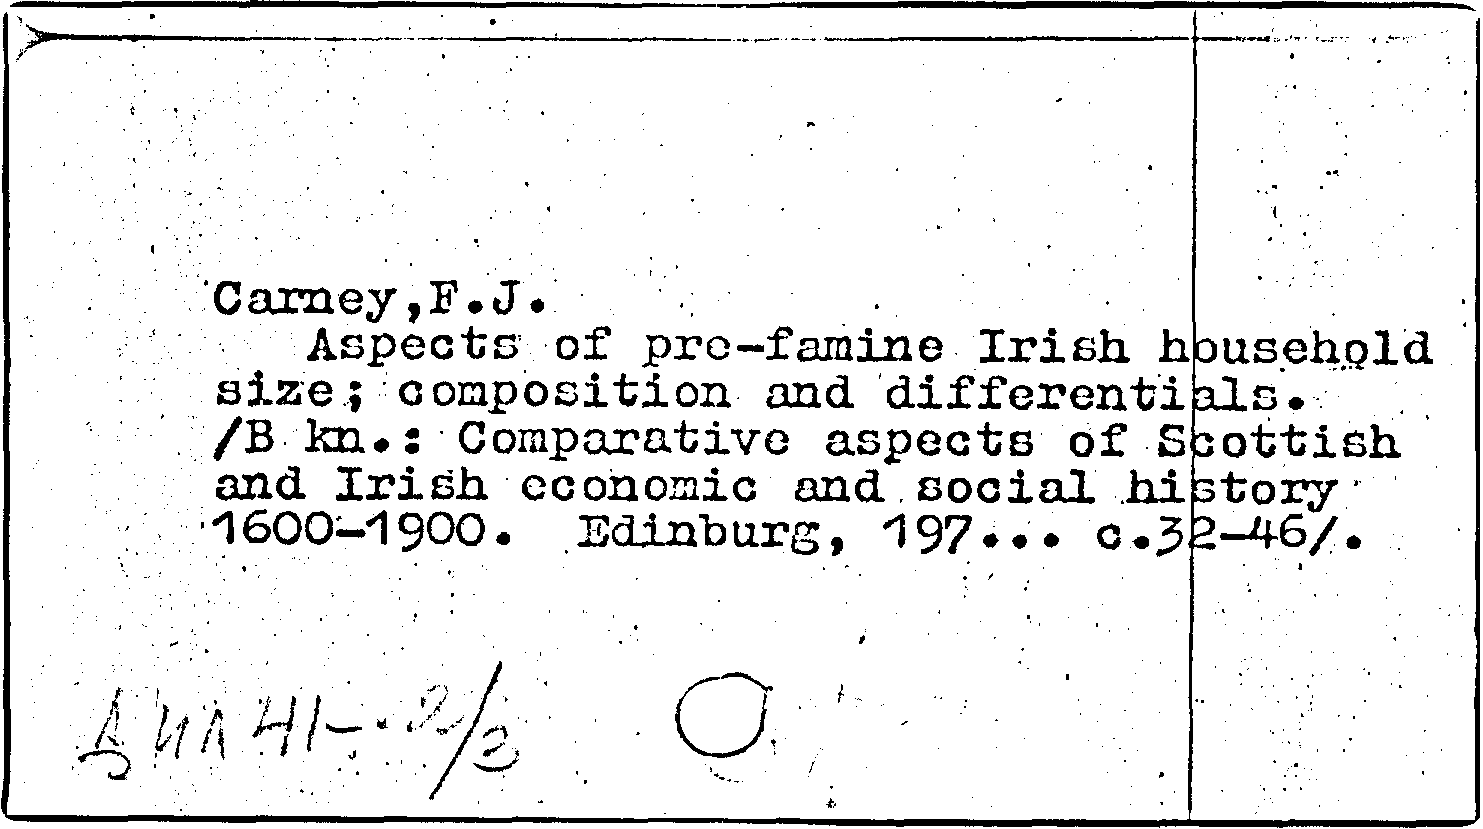 Carney,F.J.
Aspects of pre-famine Irish household
size; composition and differentials.
/B kn.: Comparative aspects of Scottish
and Irish economic and social history
1600-1900. Edinburg, 197... c.32-46/.